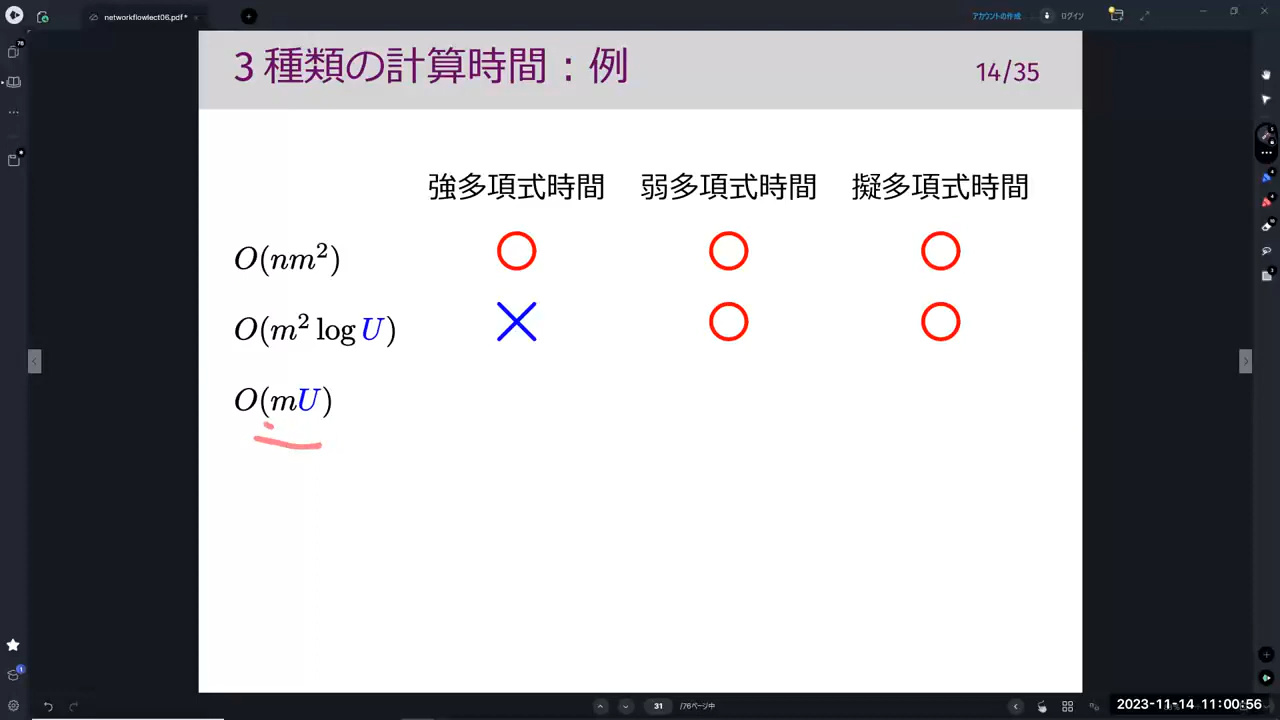 networkflowlect06.pdf*
アカウントの作成
ログイン
3 種類の計算時間：例
14/35
強多項式時間 弱多項式時間 擬多項式時間
O(nm²)
O(m² log U)
O(mU)
31 /76ページ中
2023-11-14 11:00:56